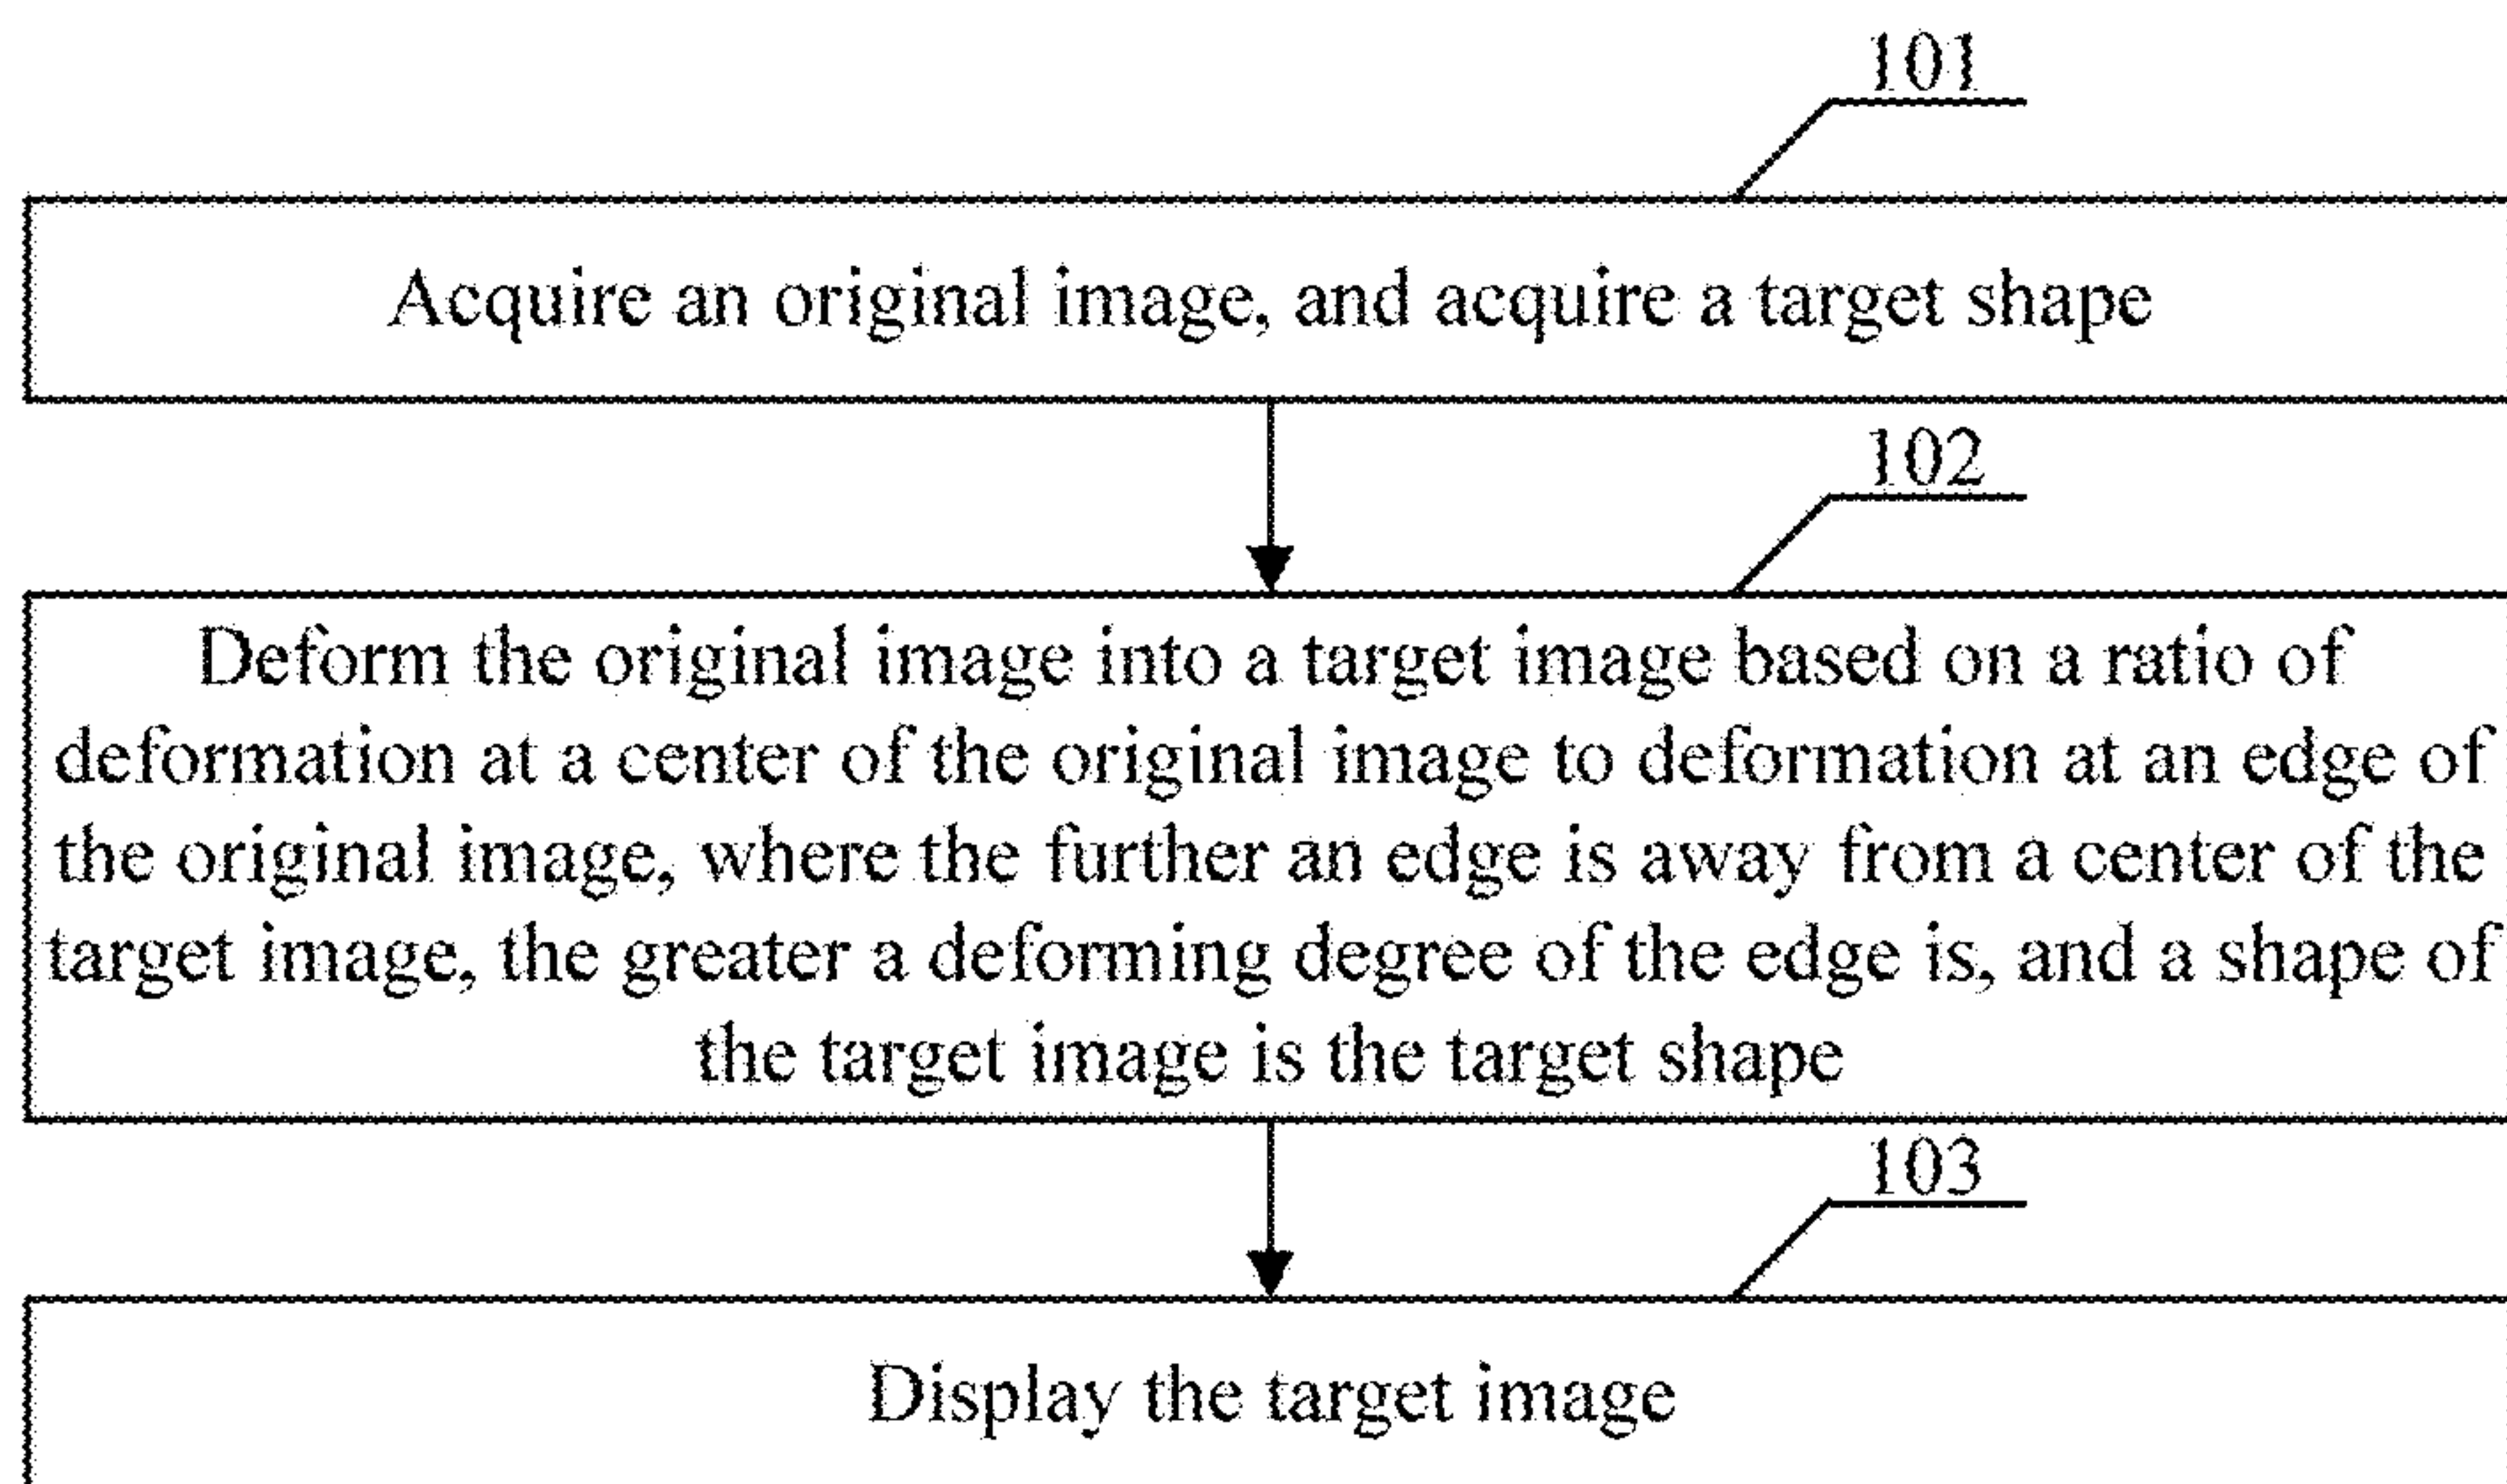 101
Acquire an original image, and acquire a target shape
102
Deform the original image into a target image based on a ratio of
deformation at a center of the original image to deformation at an edge of
the original image, where the further an edge is away from a center of the
target image, the greater a deforming degree of the edge is, and a shape of
the target image is the target shape
103
Display the target image